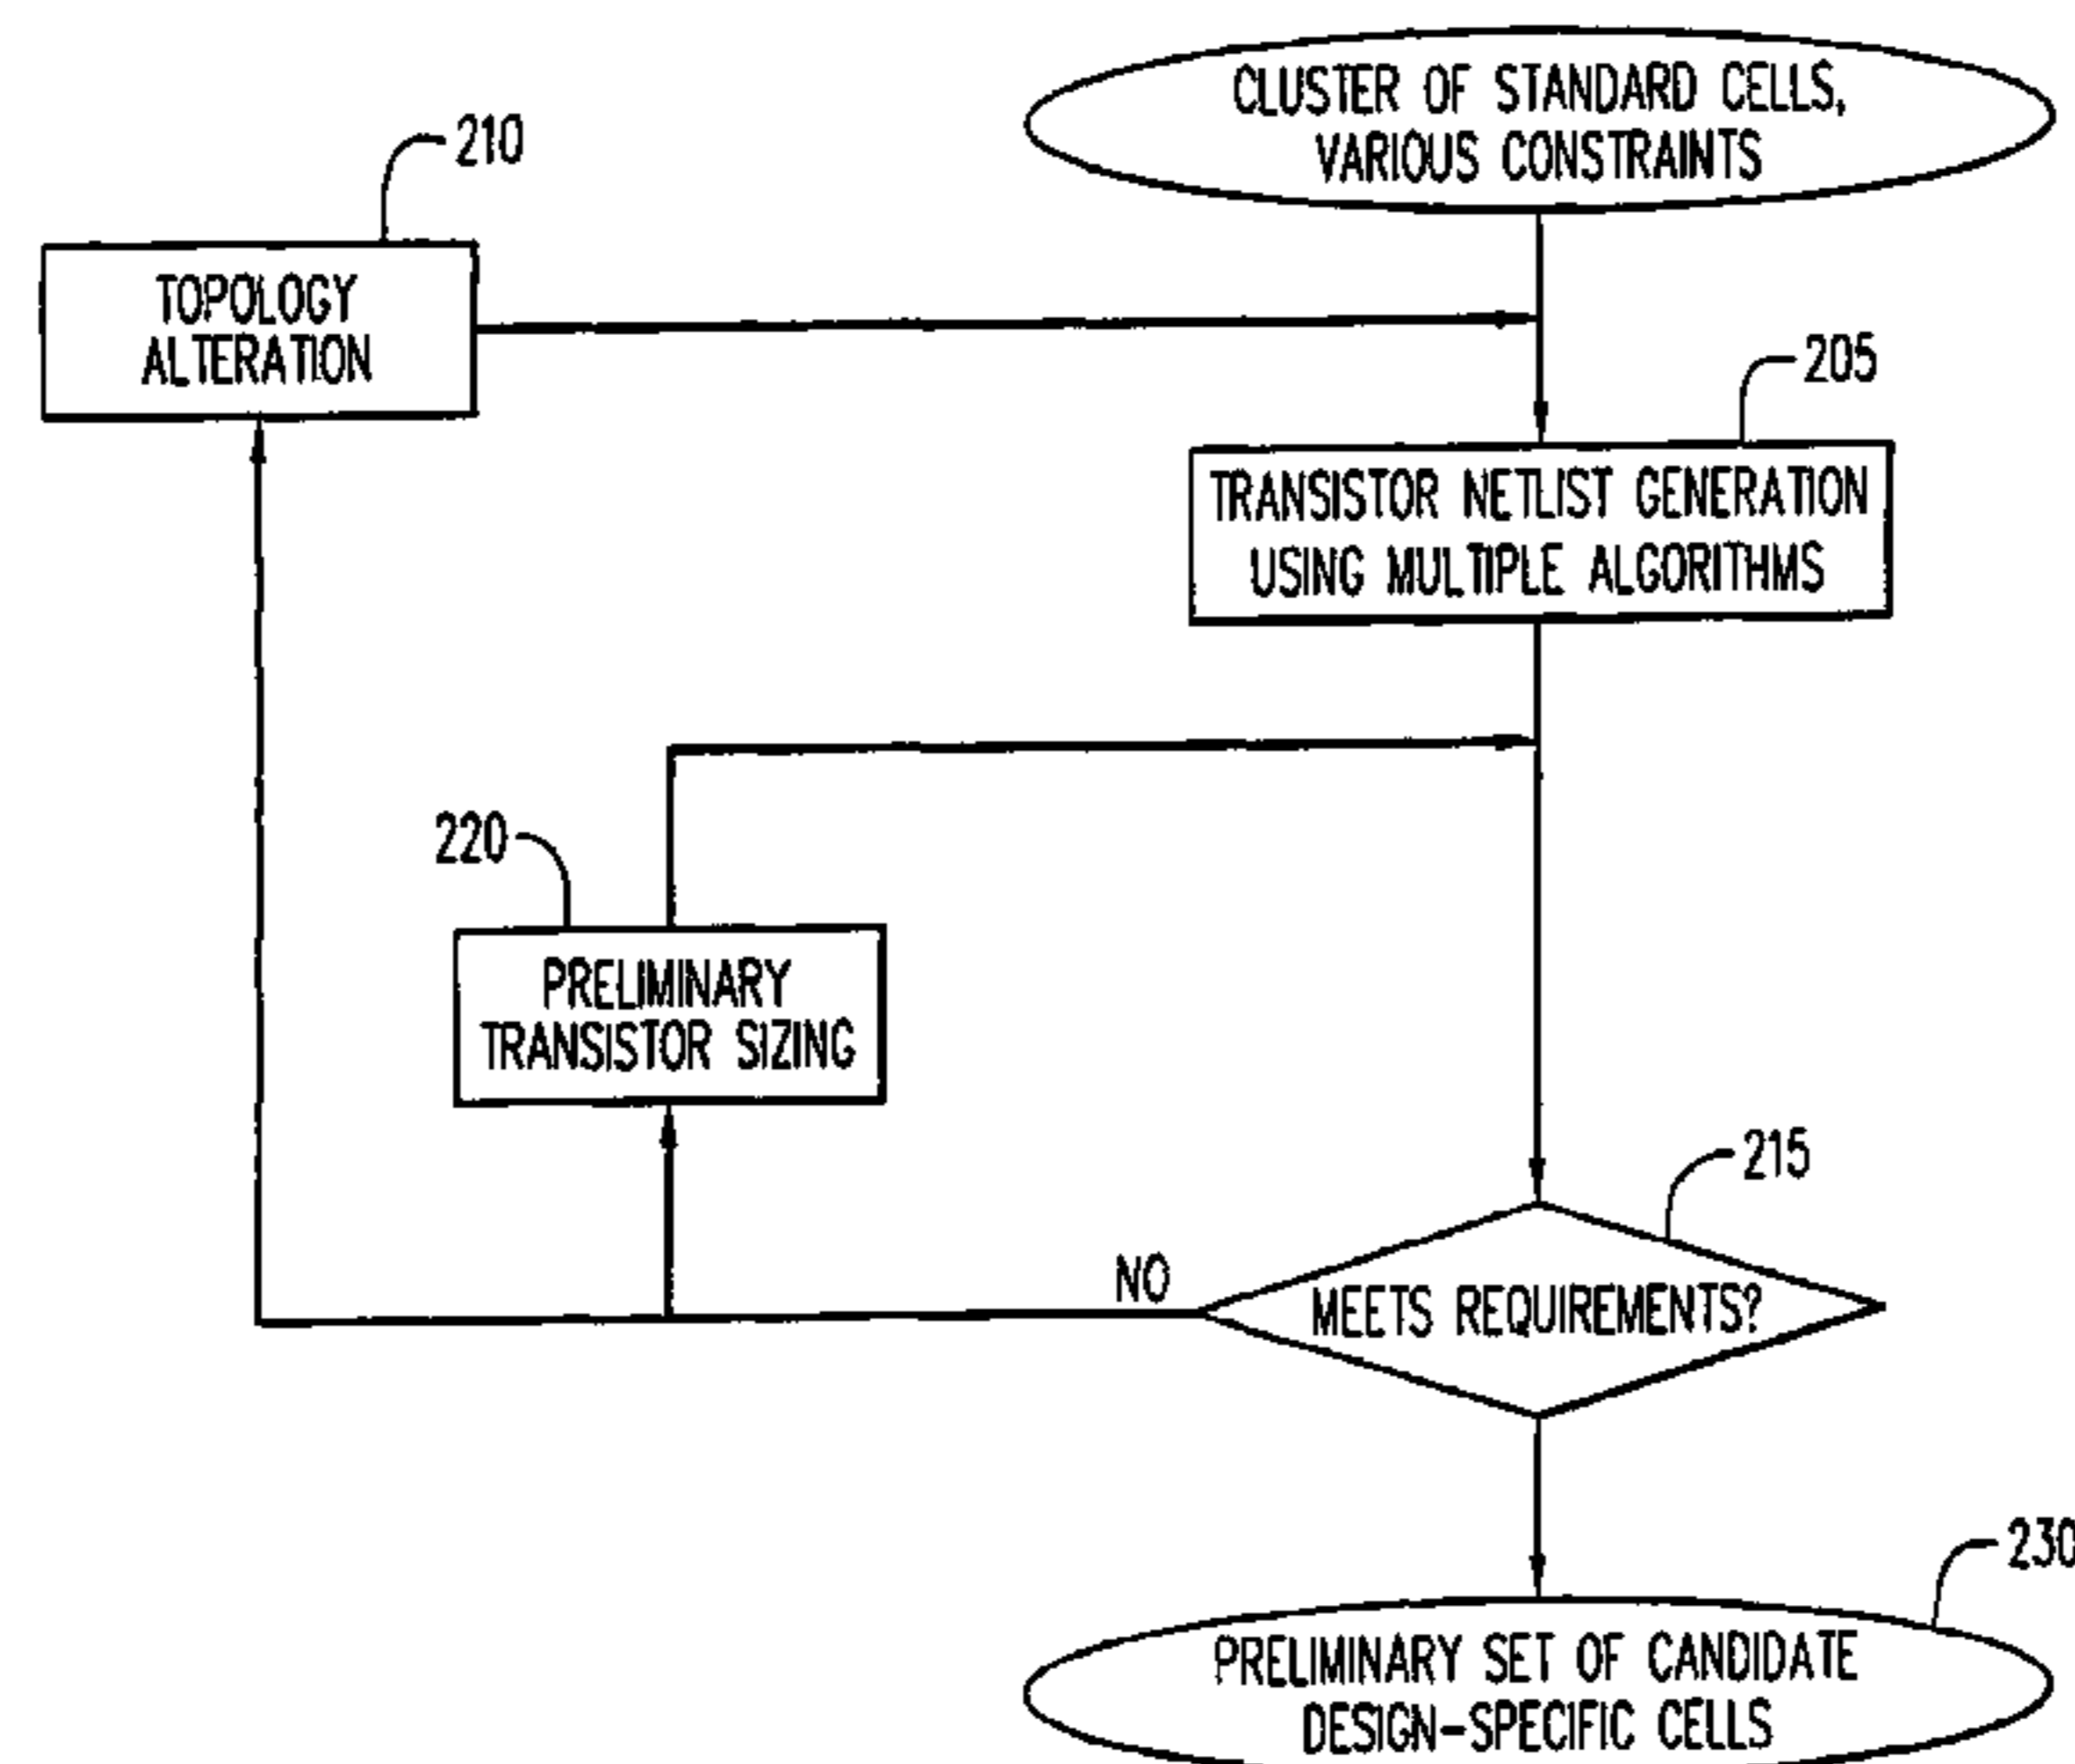 CLUSTER OF STANDARD CELLS,
VARIOUS CONSTRAINTS
210
TOPOLOGY
ALTERATION
205
TRANSISTOR NETLIST GENERATION
USING MULTIPLE ALGORITHMS
220
PRELIMINARY
TRANSISTOR SIZING
215
NO
MEETS REQUIREMENTS?
230
PRELIMINARY SET OF CANDIDATE
DESIGN-SPECIFIC CELLS